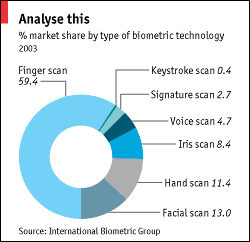 Analyse this
% market share by type of biometric technology
2003
Finger scan
59.4
Keystroke scan 0.4
Signature scan 2.7
Voice scan 4.7
Iris scan 8.4
Hand scan 11.4
Facial scan 13.0
Source: International Biometric Group